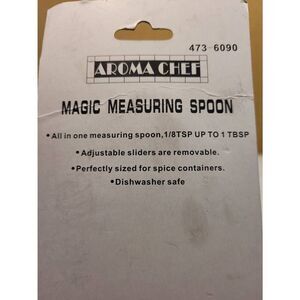 473-6090
AROMA CHEF
MAGIC MEASURING SPOON
•All in one measuring spoon,1/8TSP UP TO 1 TBSP
•Adjustable sliders are removable.
•Perfectly sized for spice containers.
•Dishwasher safe